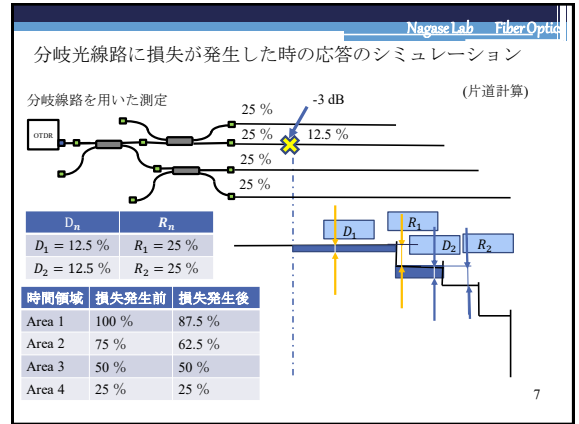 Nagase Lab Fiber Optic
分岐光線路に損失が発生した時の応答のシミュレーション
分岐線路を用いた測定
(片道計算)
OTDR
25 %
-3 dB
25 %
12.5 %
25 %
25 %
Dₙ Rₙ
D₁ = 12.5 % R₁ = 25 %
D₂ = 12.5 % R₂ = 25 %
D₁
R₁
D₂
R₂
時間領域 損失発生前 損失発生後
Area 1 100 % 87.5 %
Area 2 75 % 62.5 %
Area 3 50 % 50 %
Area 4 25 % 25 %
7